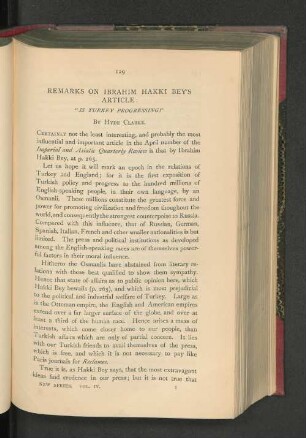 129
REMARKS ON IBRAHIM HAKKI BEY'S
ARTICLE
"IS TURKEY PROGRESSING?"
BY HYDE CLARKE.
CERTAINLY not the least interesting, and probably the most
influential and important article in the April number of the
Imperial and Asiatic Quarterly Review is that by Ibrahim
Hakki Bey, at p. 265.
Let us hope it will mark an epoch in the relations of
Turkey and England; for it is the first exposition of
Turkish policy and progress to the hundred millions of
English-speaking people, in their own language, by an
Osmanli. These millions constitute the greatest force and
power for promoting civilization and freedom throughout the
world, and consequently the strongest counterpoise to Russia.
Compared with this influence, that of Russian, German,
Spanish, Italian, French and other smaller nationalities is but
limited. The press and political institutions as developed
among the English-speaking races are of themselves power-
ful factors in their moral influence.
Hitherto the Osmanlis have abstained from literary re-
lations with those best qualified to show them sympathy.
Hence that state of affairs as to public opinion here, which
Hakki Bey bewails (p. 265), and which is most prejudicial
to the political and industrial welfare of Turkey. Large as
is the Ottoman empire, the English and American empires
extend over a far larger surface of the globe, and over at
least a third of the human race. Hence arises a mass of
interests, which come closer home to our people, than
Turkish affairs which are only of partial concern. It lies
with our Turkish friends to avail themselves of the press,
which is free, and which it is not necessary to pay like
Paris journals for Réclames.
True it is, as Hakki Bey says, that the most extravagant
ideas find credence in our press; but it is not true that
NEW SERIES. VOL. IV. I